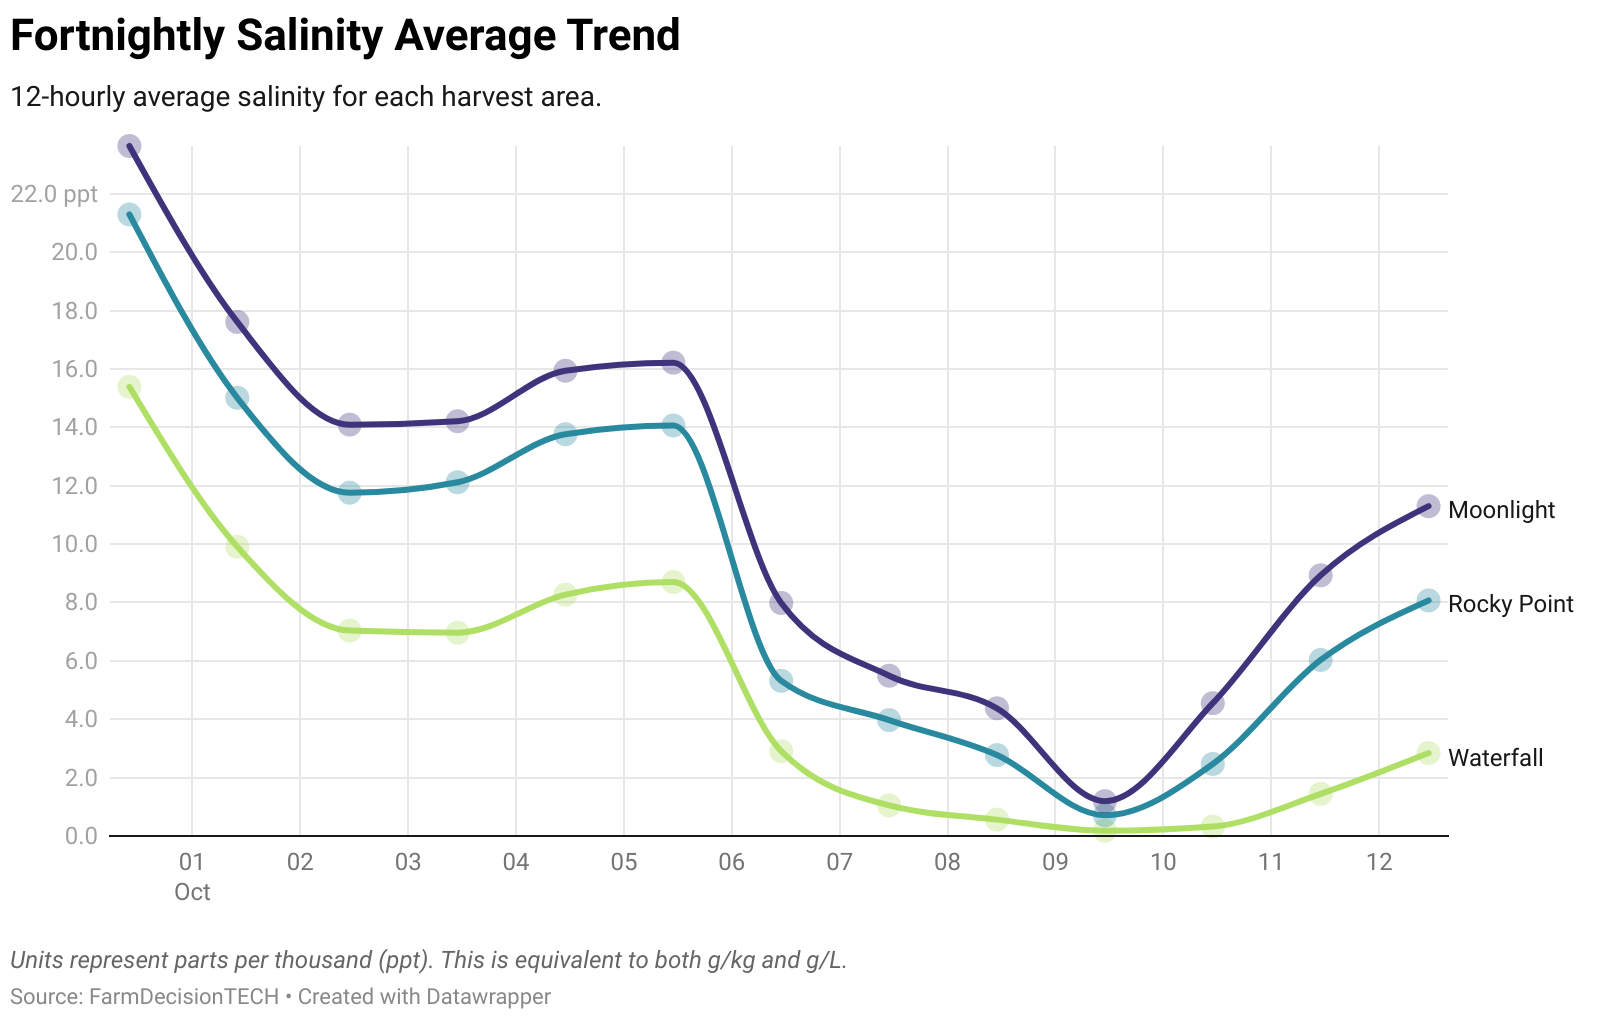 Fortnightly Salinity Average Trend
12-hourly average salinity for each harvest area.
22.0 ppt
20.0
18.0
16.0
14.0
12.0
10.0
8.0
6.0
4.0
2.0
0.0
Moonlight
Rocky Point
Waterfall
01 02 03 04 05 06 07 08 09 10 11 12
Oct
Units represent parts per thousand (ppt). This is equivalent to both g/kg and g/L.
Source: FarmDecisionTECH • Created with Datawrapper